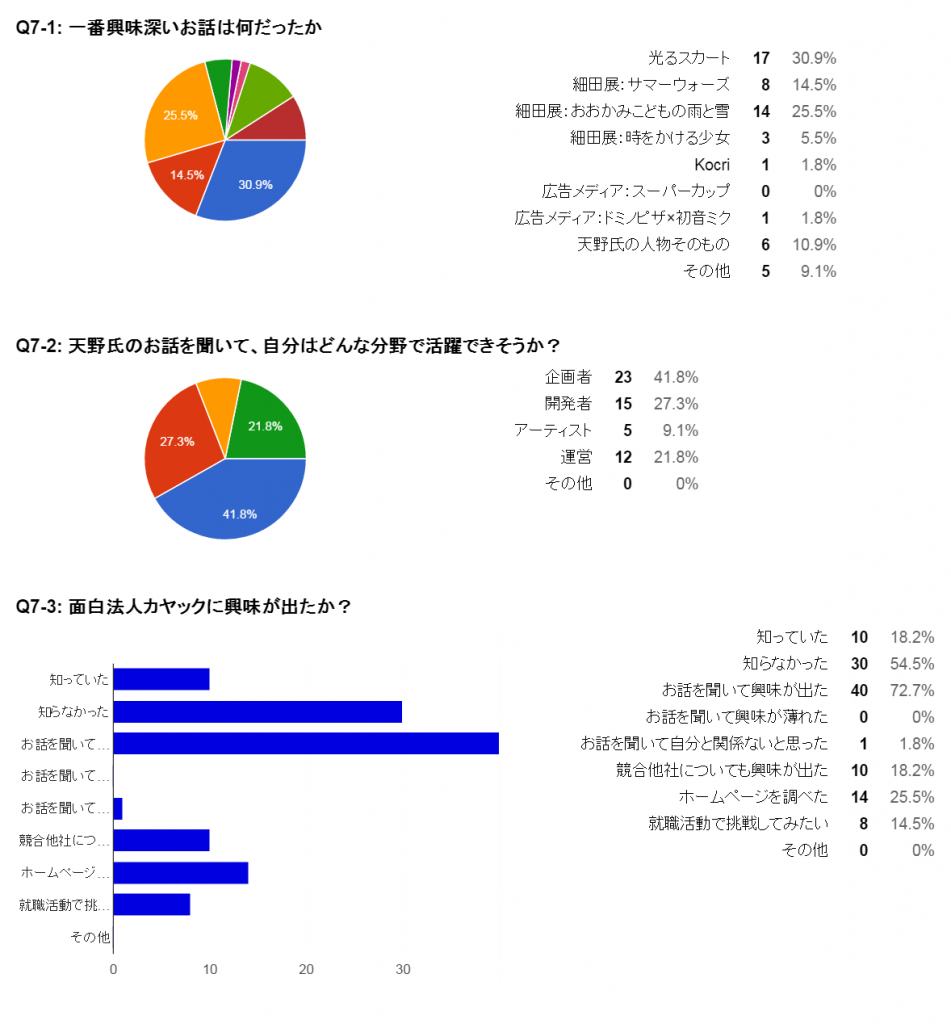 Q7-1: 一番興味深いお話は何だったか
光るスカート 17 30.9%
細田展：サマーウォーズ 8 14.5%
細田展：おおかみこどもの雨と雪 14 25.5%
細田展：時をかける少女 3 5.5%
Kocri 1 1.8%
広告メディア：スーパーカップ 0 0%
広告メディア：ドミノピザ×初音ミク 1 1.8%
天野氏の人物そのもの 6 10.9%
その他 5 9.1%
25.5%
14.5%
30.9%
Q7-2: 天野氏のお話を聞いて、自分はどんな分野で活躍できそうか？
企画者 23 41.8%
開発者 15 27.3%
アーティスト 5 9.1%
運営 12 21.8%
その他 0 0%
21.8%
27.3%
41.8%
Q7-3: 面白法人カヤックに興味が出たか？
知っていた 10 18.2%
知らなかった 30 54.5%
お話を聞いて興味が出た 40 72.7%
お話を聞いて興味が薄れた 0 0%
お話を聞いて自分と関係ないと思った 1 1.8%
競合他社についても興味が出た 10 18.2%
ホームページを調べた 14 25.5%
就職活動で挑戦してみたい 8 14.5%
その他 0 0%
知っていた
知らなかった
お話を聞いて…
お話を聞いて…
お話を聞いて…
競合他社につ…
ホームページ…
就職活動で挑…
その他
0 10 20 30